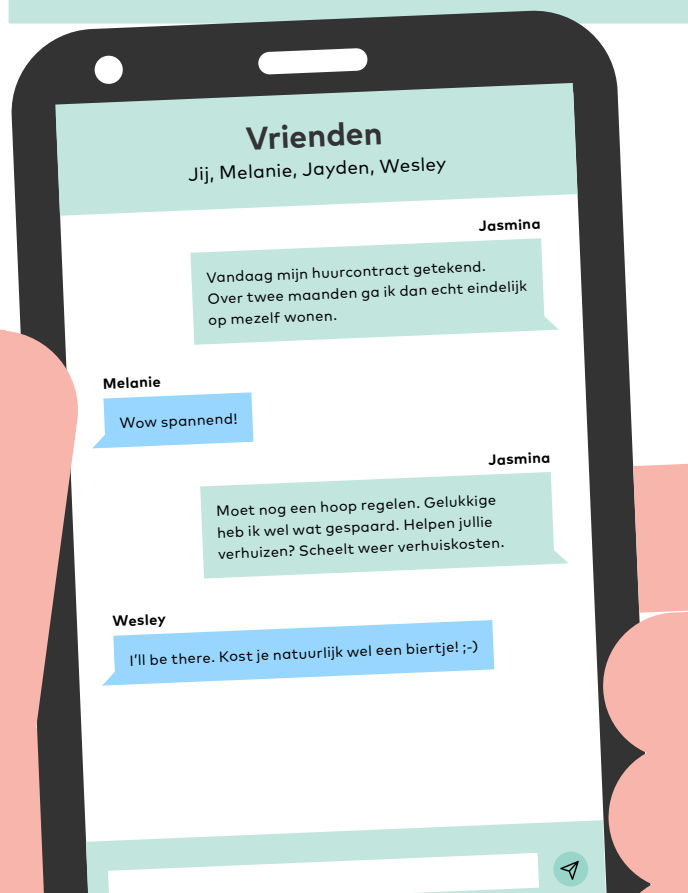 Vrienden
Jij, Melanie, Jayden, Wesley
Jasmina
Vandaag mijn huurcontract getekend.
Over twee maanden ga ik dan echt eindelijk
op mezelf wonen.
Melanie
Wow spannend!
Jasmina
Moet nog een hoop regelen. Gelukkige
heb ik wel wat gespaard. Helpen jullie
verhuizen? Scheelt weer verhuiskosten.
Wesley
I'll be there. Kost je natuurlijk wel een biertje! ;-)